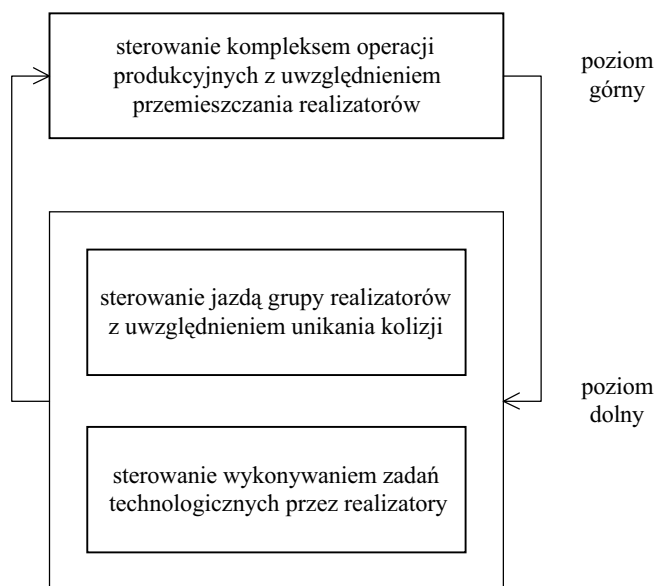 sterowanie kompleksem operacji
produkcyjnych z uwzględnieniem
przemieszczania realizatorów
poziom
górny
sterowanie jazdą grupy realizatorów
z uwzględnieniem unikania kolizji
poziom
dolny
sterowanie wykonywaniem zadań
technologicznych przez realizatory